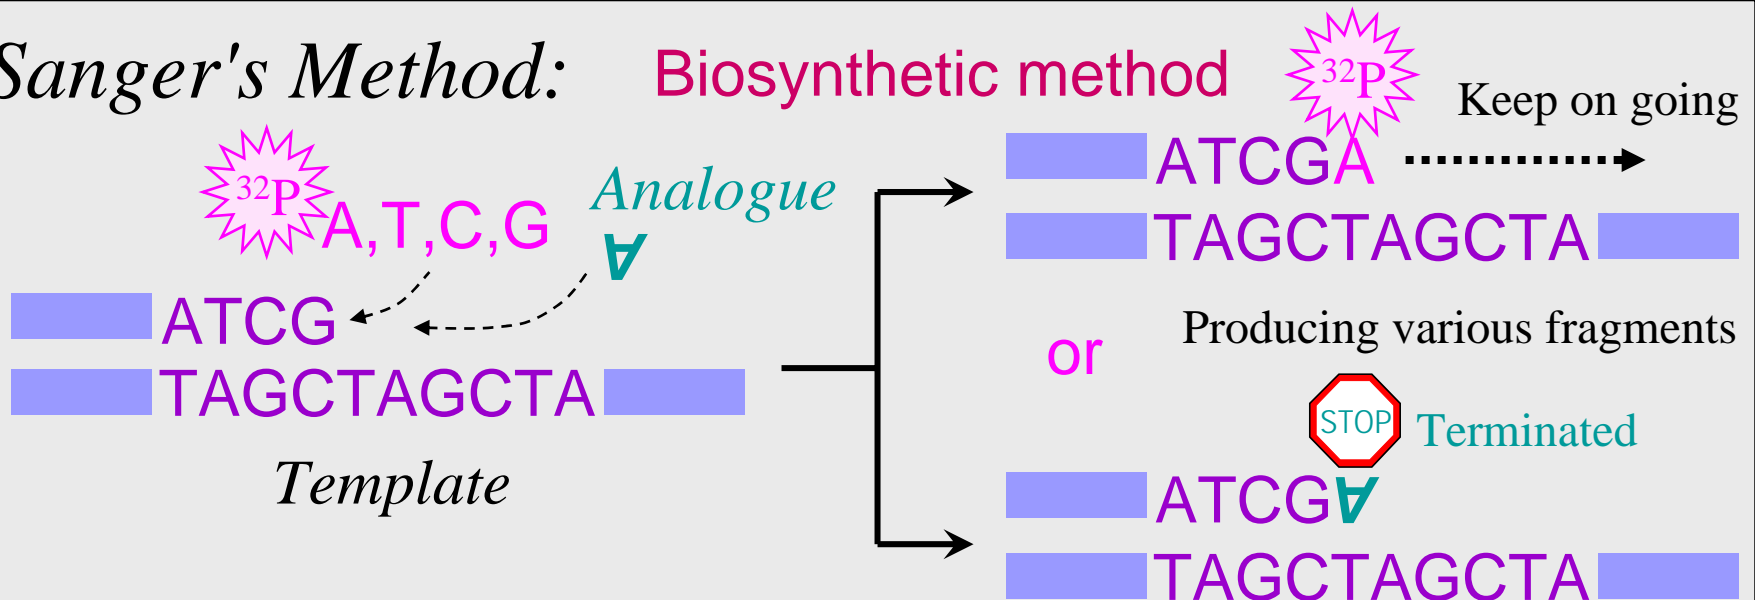 Sanger's Method:
Biosynthetic method
32P
Keep on going
ATCGA
TAGCTAGCTA
32P
A,T,C,G
Analogue
∀
ATCG
TAGCTAGCTA
Template
or
Producing various fragments
STOP
Terminated
ATCG∀
TAGCTAGCTA